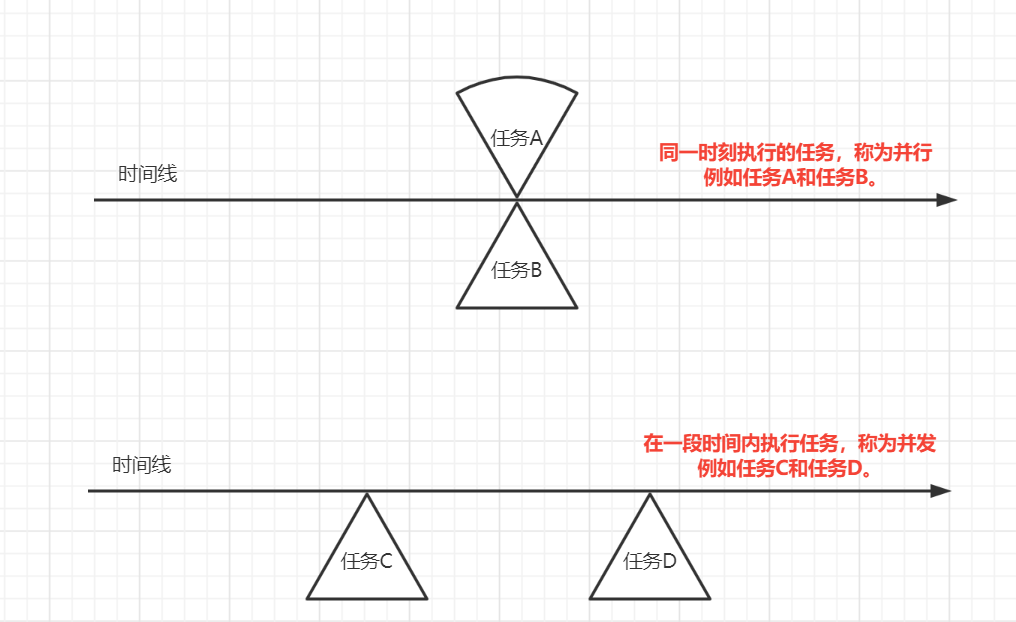 任务A
时间线
同一时刻执行的任务，称为并行
例如任务A和任务B。
任务B
时间线
在一段时间内执行任务，称为并发
例如任务C和任务D。
任务C
任务D